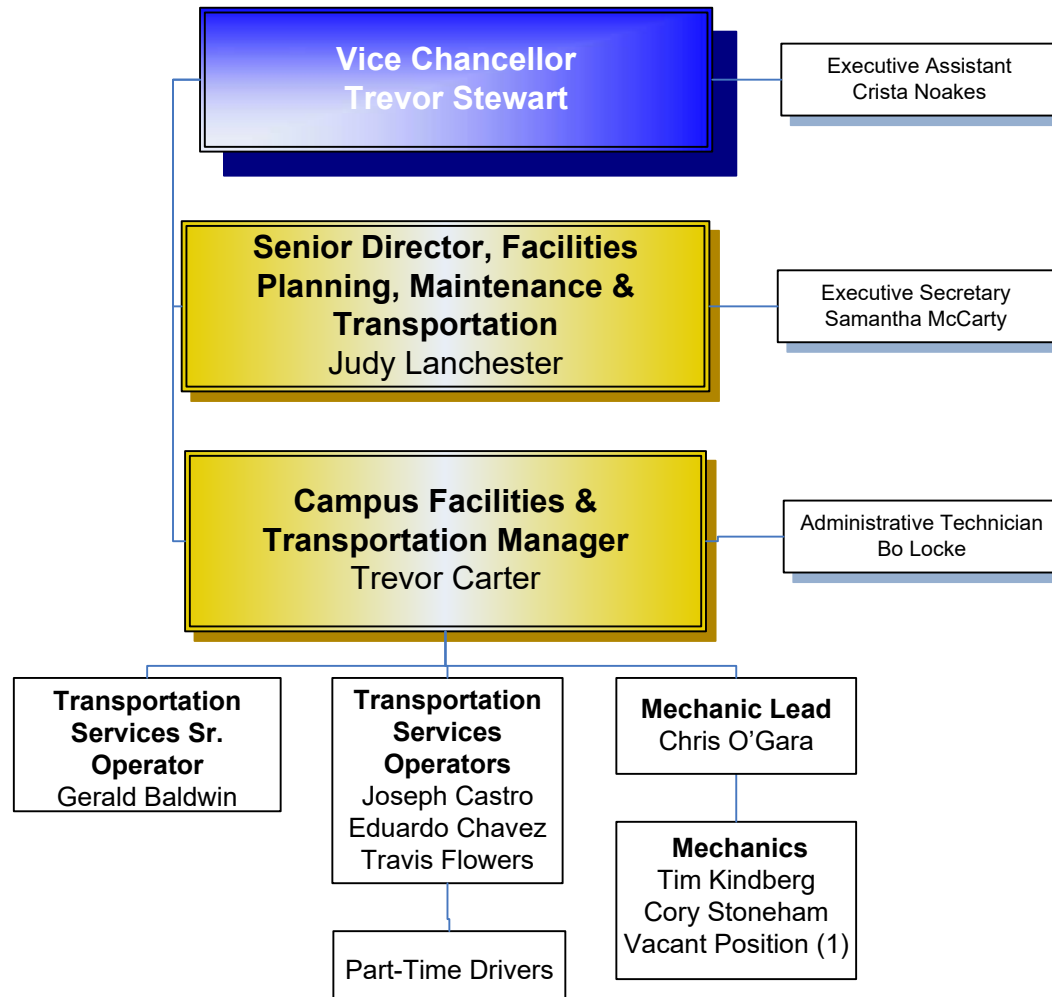 Vice Chancellor
Trevor Stewart
Executive Assistant
Crista Noakes
Senior Director, Facilities
Planning, Maintenance &
Transportation
Judy Lanchester
Executive Secretary
Samantha McCarty
Campus Facilities &
Transportation Manager
Trevor Carter
Administrative Technician
Bo Locke
Transportation
Services Sr.
Operator
Gerald Baldwin
Transportation
Services
Operators
Joseph Castro
Eduardo Chavez
Travis Flowers
Part-Time Drivers
Mechanic Lead
Chris O’Gara
Mechanics
Tim Kindberg
Cory Stoneham
Vacant Position (1)